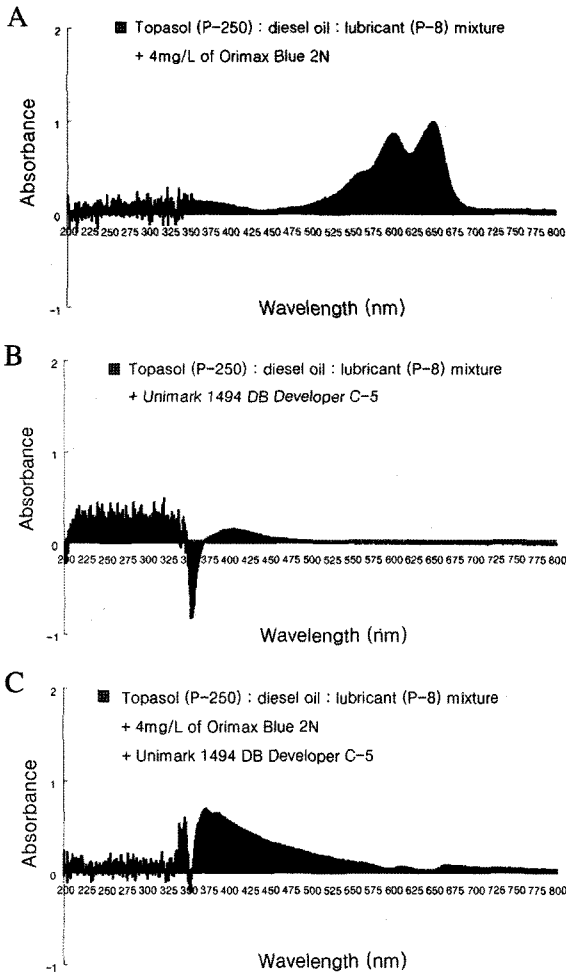 A
2
Topasol (P-250) : diesel oil : lubricant (P-8) mixture
+ 4mg/L of Orimax Blue 2N
1
Absorbance
0
200 225 250 275 300 325 350 375 400 425 450 475 500 525 550 575 600 625 650 675 700 725 750 775 800
Wavelength (nm)
-1
B
2
Topasol (P-250) : diesel oil : lubricant (P-8) mixture
+ Unimark 1494 DB Developer C-5
1
Absorbance
0
200 225 250 275 300 325 350 375 400 425 450 475 500 525 550 575 600 625 650 675 700 725 750 775 800
Wavelength (nm)
-1
C
2
Topasol (P-250) : diesel oil : lubricant (P-8) mixture
+ 4mg/L of Orimax Blue 2N
+ Unimark 1494 DB Developer C-5
1
Absorbance
0
200 225 250 275 300 325 350 375 400 425 450 475 500 525 550 575 600 625 650 675 700 725 750 775 800
Wavelength (nm)
-1